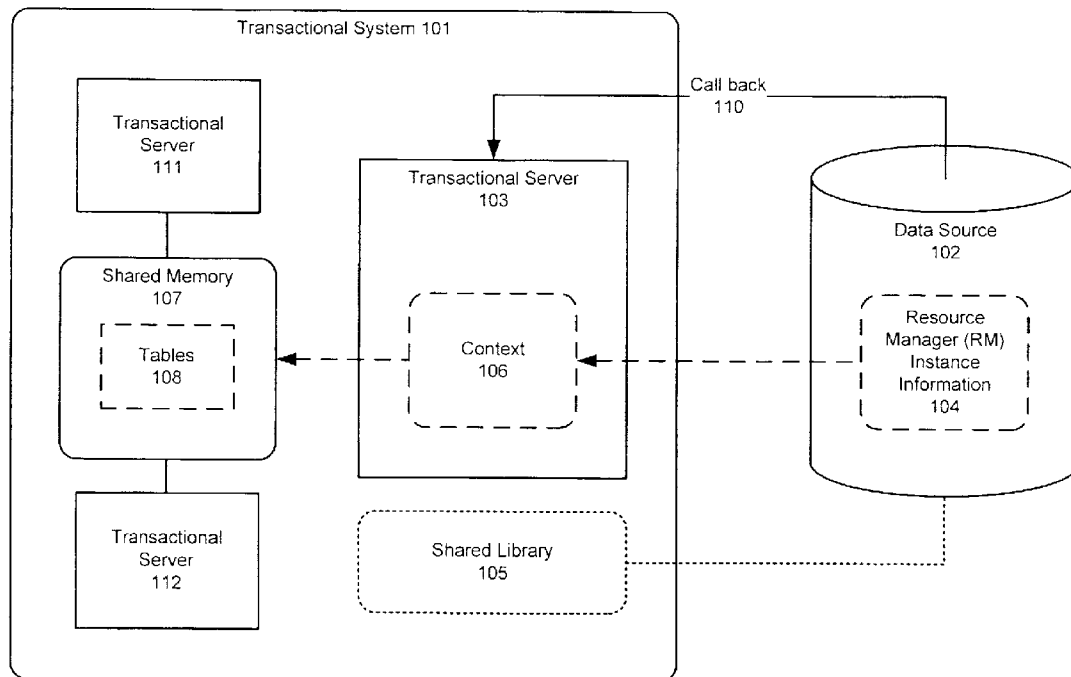 Transactional System 101
Transactional
Server
111
Call back
110
Transactional Server
103
Data Source
102
Shared Memory
107
Tables
108
Context
106
Resource
Manager (RM)
Instance
Information
104
Transactional
Server
112
Shared Library
105